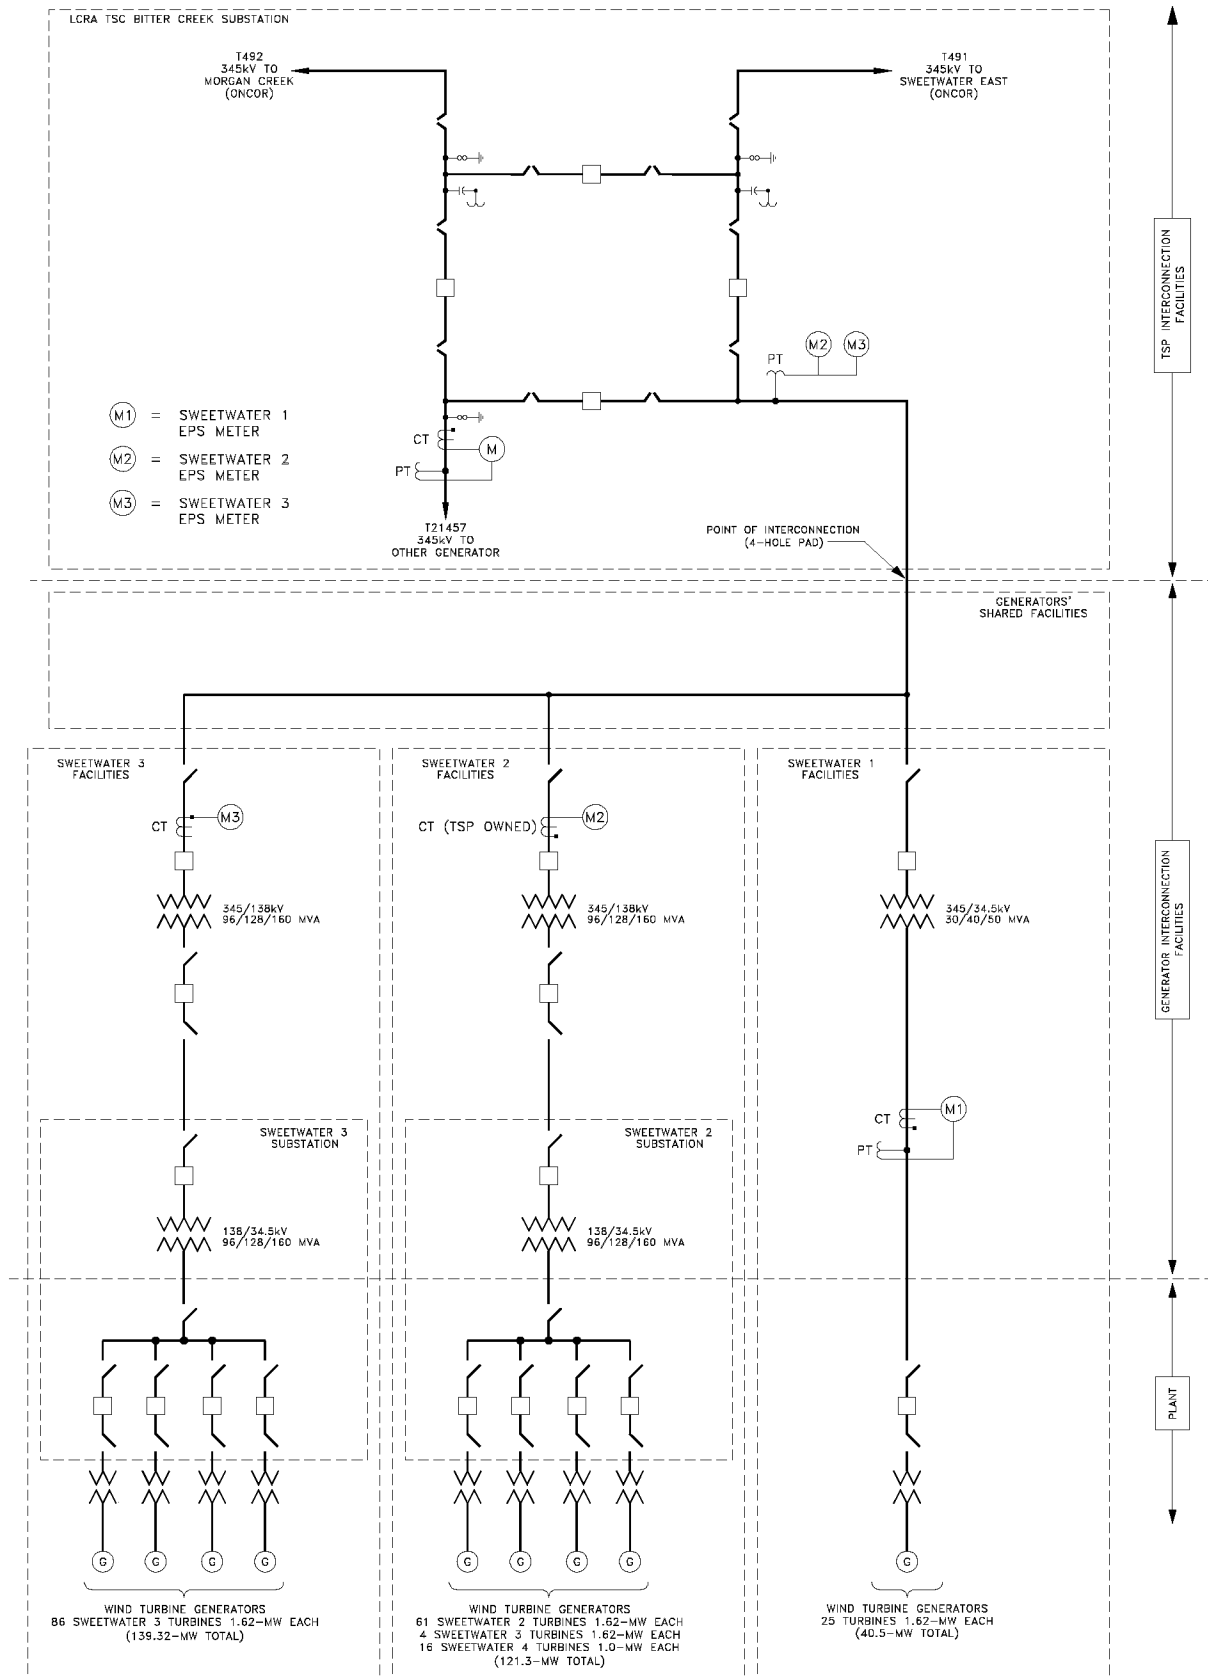 LCRA TSC BITTER CREEK SUBSTATION
T492
345kV TO
MORGAN CREEK
(ONCOR)
T491
345kV TO
SWEETWATER EAST
(ONCOR)
TSP INTERCONNECTION
FACILITIES
PT
M2
M3
M1 = SWEETWATER 1
EPS METER
M2 = SWEETWATER 2
EPS METER
M3 = SWEETWATER 3
EPS METER
CT
M
PT
T21457
345kV TO
OTHER GENERATOR
POINT OF INTERCONNECTION
(4-HOLE PAD)
GENERATORS'
SHARED FACILITIES
SWEETWATER 3
FACILITIES
SWEETWATER 2
FACILITIES
SWEETWATER 1
FACILITIES
CT
M3
CT (TSP OWNED)
M2
345/138kV
96/128/160 MVA
345/138kV
96/128/160 MVA
345/34.5kV
30/40/50 MVA
GENERATOR INTERCONNECTION
FACILITIES
SWEETWATER 3
SUBSTATION
SWEETWATER 2
SUBSTATION
CT
M1
PT
138/34.5kV
96/128/160 MVA
138/34.5kV
96/128/160 MVA
PLANT
G G G G
G G G G
G
WIND TURBINE GENERATORS
86 SWEETWATER 3 TURBINES 1.62-MW EACH
(139.32-MW TOTAL)
WIND TURBINE GENERATORS
61 SWEETWATER 2 TURBINES 1.62-MW EACH
4 SWEETWATER 3 TURBINES 1.62-MW EACH
16 SWEETWATER 4 TURBINES 1.0-MW EACH
(121.3-MW TOTAL)
WIND TURBINE GENERATORS
25 TURBINES 1.62-MW EACH
(40.5-MW TOTAL)